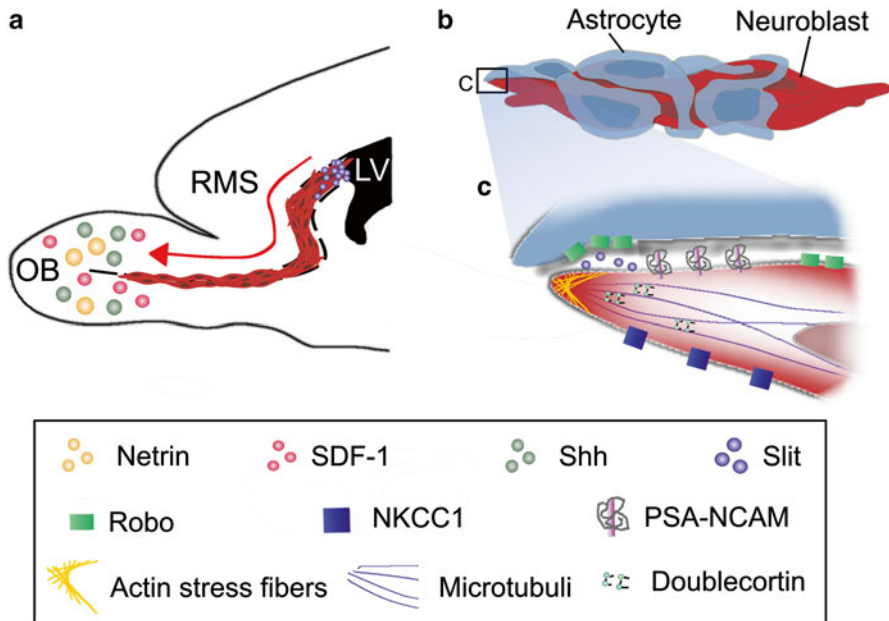 a
RMS
LV
OB
b
Astrocyte
Neuroblast
C
c
Netrin
SDF-1
Shh
Slit
Robo
NKCC1
PSA-NCAM
Actin stress fibers
Microtubuli
Doublecortin